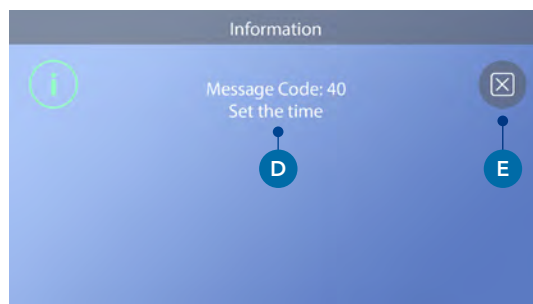 Information
i
Message Code: 40
Set the time
D
E